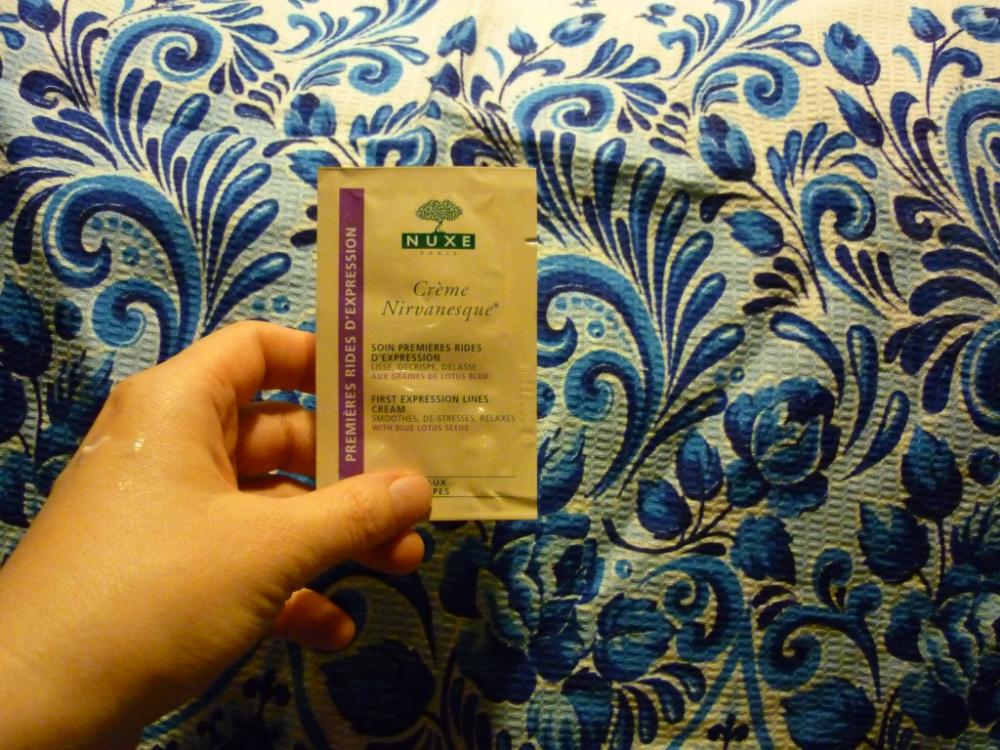 PREMIÈRES RIDES D'EXPRESSION
NUXE
PARIS
Crème
Nirvanesque®
SOIN PREMIÈRES RIDES
D'EXPRESSION
LISSE, DÉCRISPE, DÉLASSE
AUX GRAINES DE LOTUS BLEU
FIRST EXPRESSION LINES
CREAM
SMOOTHES, DE-STRESSES, RELAXES
WITH BLUE LOTUS SEEDS